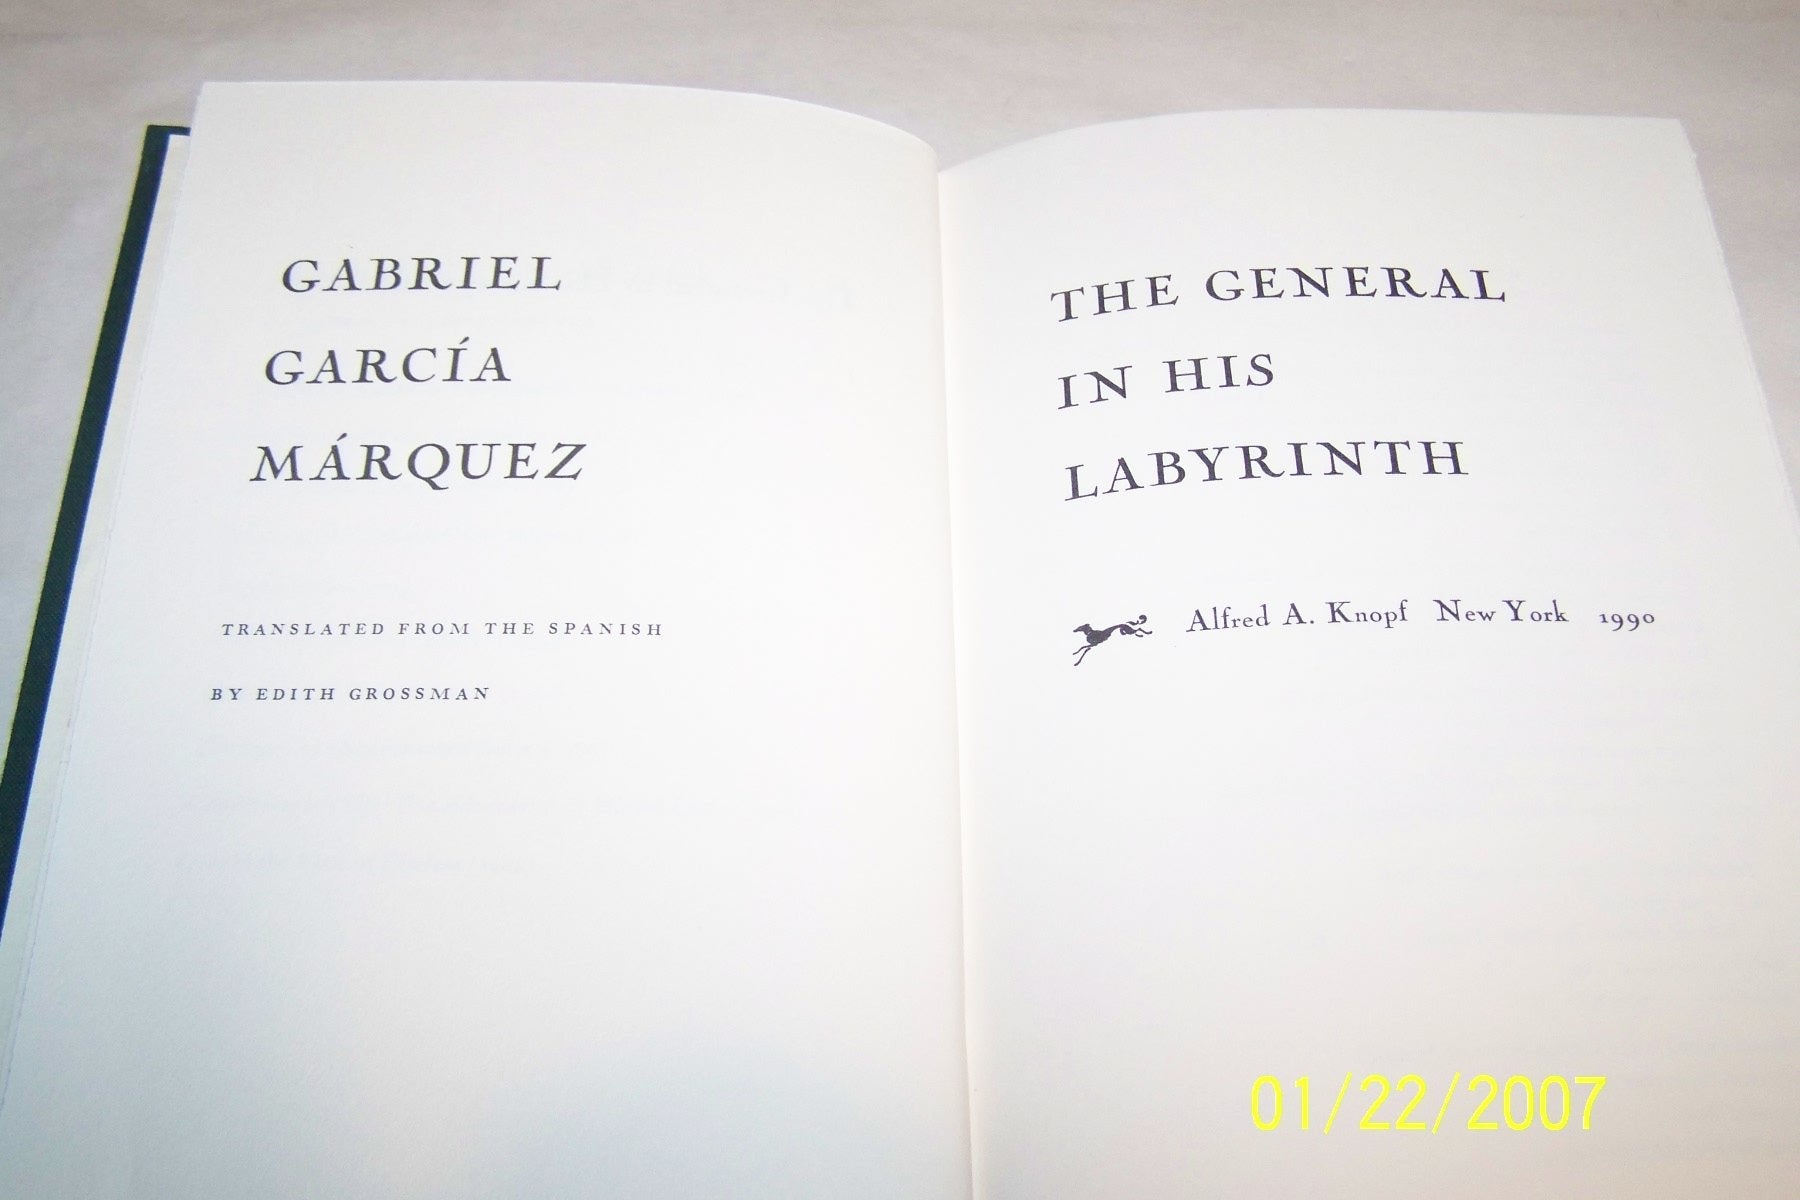 GABRIEL
GARCÍA
MÁRQUEZ
TRANSLATED FROM THE SPANISH
BY EDITH GROSSMAN
THE GENERAL
IN HIS
LABYRINTH
Alfred A. Knopf New York 1990
01/22/2007